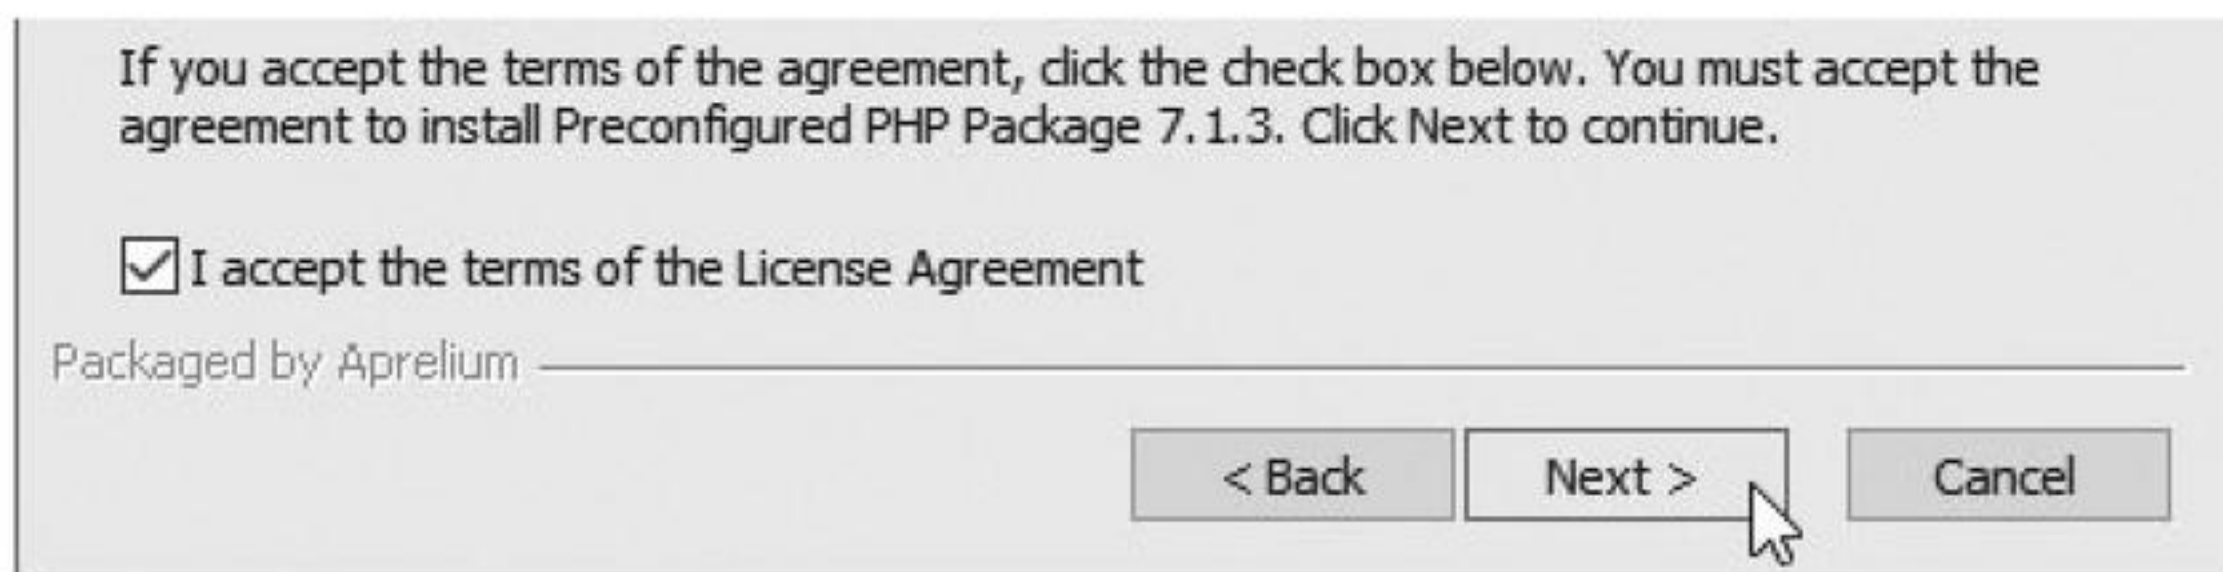 If you accept the terms of the agreement, click the check box below. You must accept the
agreement to install Preconfigured PHP Package 7.1.3. Click Next to continue.
I accept the terms of the License Agreement
Packaged by Aprelium
< Back Next > Cancel